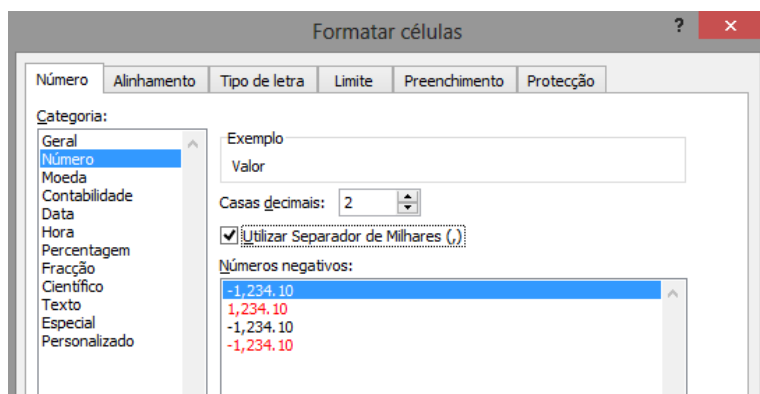 Formatar células ? ×
Número Alinhamento Tipo de letra Limite Preenchimento Protecção
Categoria:
Geral
Número
Moeda
Contabilidade
Data
Hora
Percentagem
Fracção
Científico
Texto
Especial
Personalizado
Exemplo
Valor
Casas decimais: 2
Utilizar Separador de Milhares (,)
Números negativos:
-1,234.10
1,234.10
-1,234.10
-1,234.10